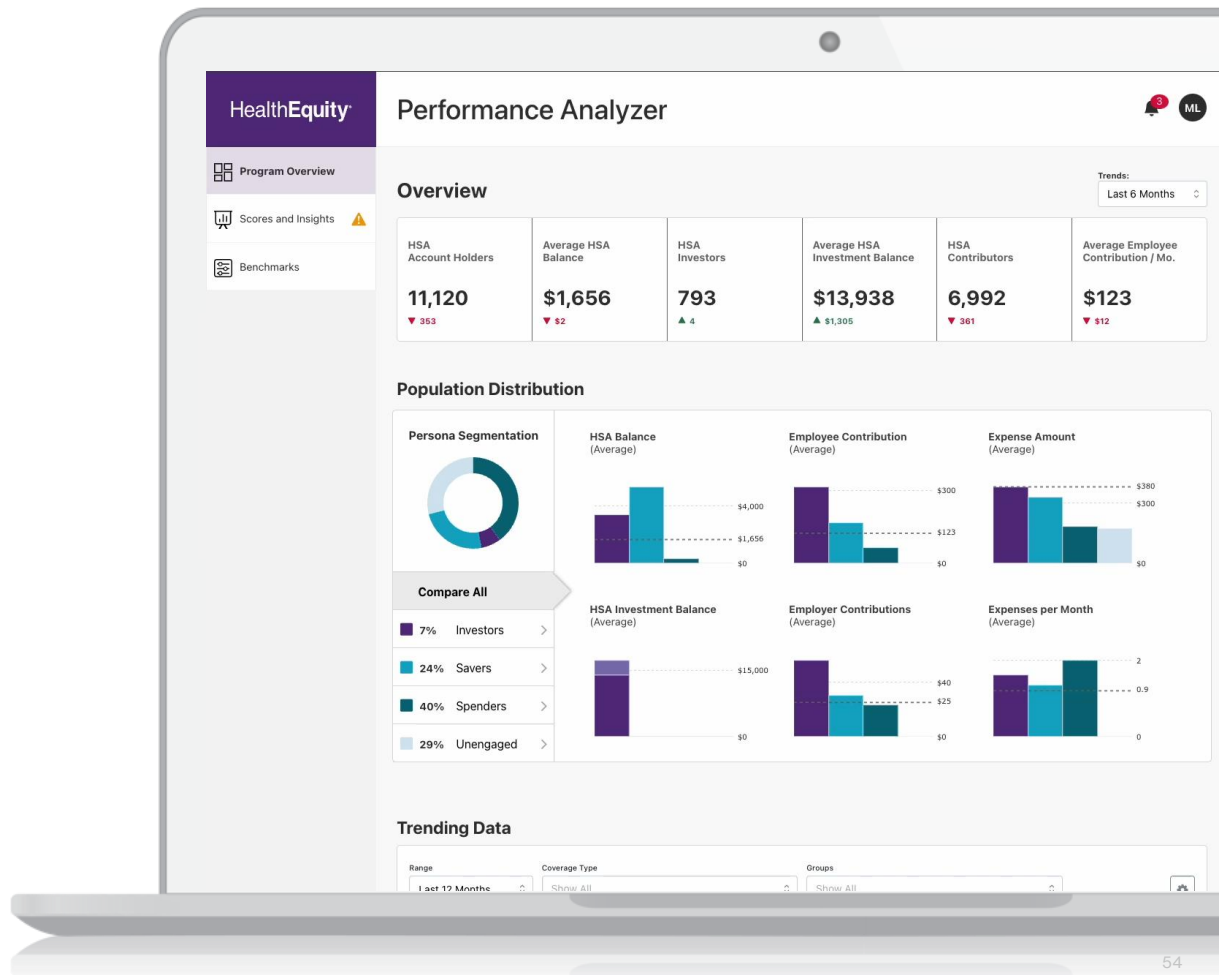 HealthEquity
Performance Analyzer
3
ML
Program Overview
Scores and Insights
Benchmarks
Overview
Trends:
Last 6 Months
HSA
Account Holders
11,120
▼ 353
Average HSA
Balance
$1,656
▼ $2
HSA
Investors
793
▲ 4
Average HSA
Investment Balance
$13,938
▲ $1,305
HSA
Contributors
6,992
▼ 361
Average Employee
Contribution / Mo.
$123
▼ $12
Population Distribution
Persona Segmentation
Compare All
7% Investors
24% Savers
40% Spenders
29% Unengaged
HSA Balance
(Average)
$4,000
$1,656
$0
Employee Contribution
(Average)
$300
$123
$0
Expense Amount
(Average)
$380
$300
$0
HSA Investment Balance
(Average)
$15,000
$0
Employer Contributions
(Average)
$40
$25
$0
Expenses per Month
(Average)
2
0.9
0
Trending Data
Range
Last 12 Months
Coverage Type
Show All
Groups
Show All
54